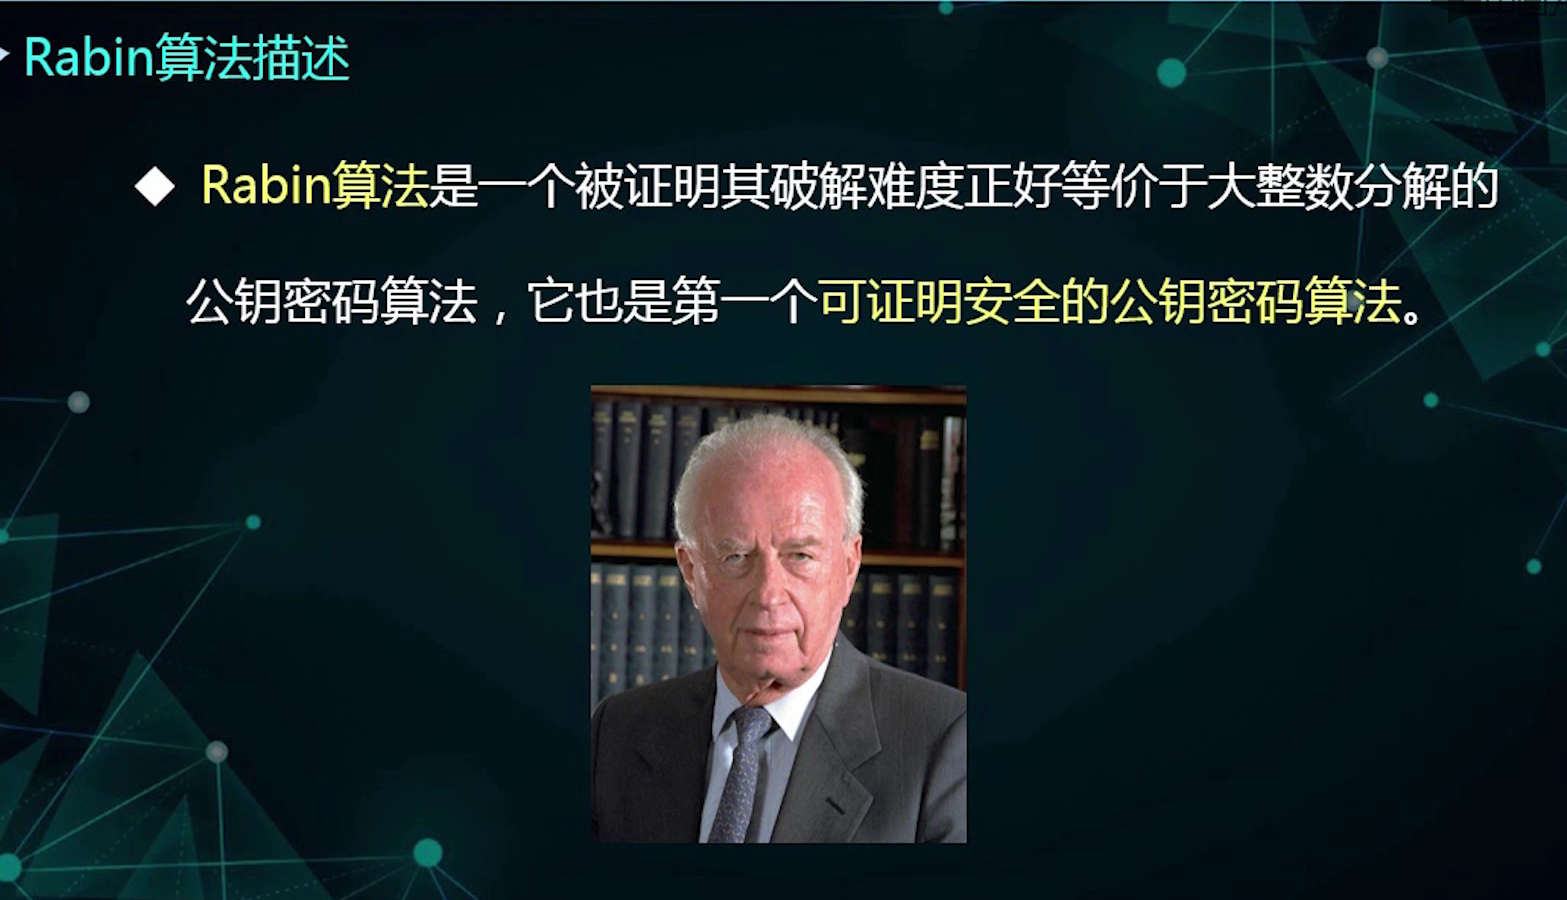 Rabin算法描述
Rabin算法是一个被证明其破解难度正好等价于大整数分解的
公钥密码算法，它也是第一个可证明安全的公钥密码算法。